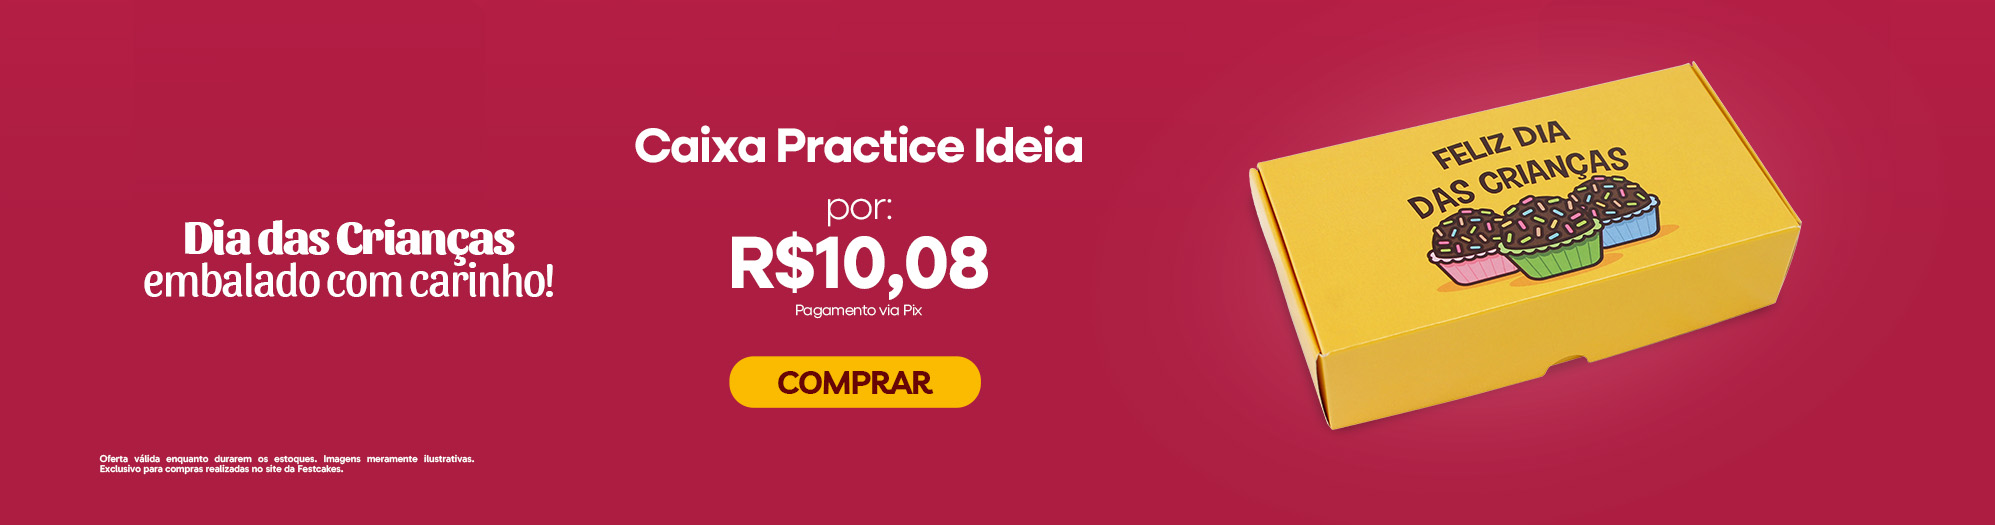 Dia das Crianças
embalado com carinho!
Oferta válida enquanto durarem os estoques. Imagens meramente ilustrativas.
Exclusivo para compras realizadas no site da Festcakes.
Caixa Practice Ideia
por:
R$10,08
Pagamento via Pix
COMPRAR
FELIZ DIA
DAS CRIANÇAS